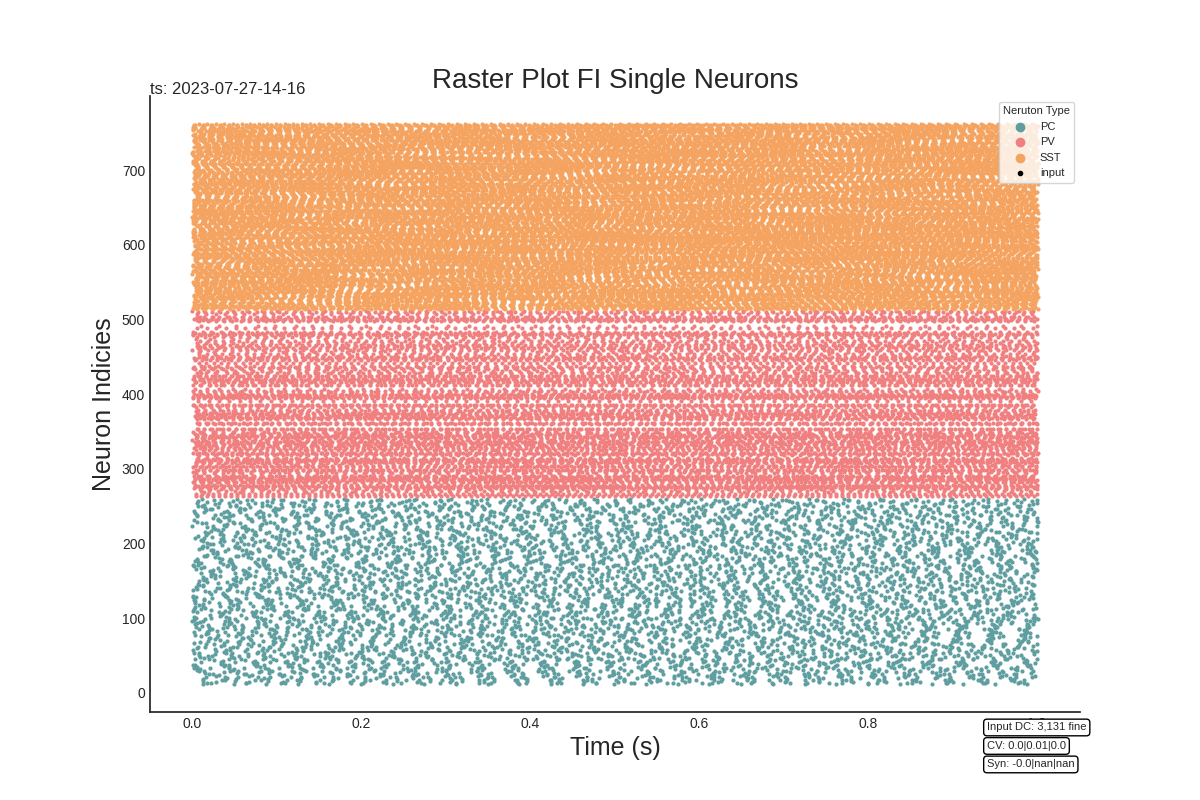 Raster Plot FI Single Neurons
ts: 2023-07-27-14-16
Neruton Type
PC
PV
SST
input
Neuron Indicies
700
600
500
400
300
200
100
0
0.0
0.2
0.4
0.6
0.8
Time (s)
Input DC: 3,131 fine
CV: 0.0|0.01|0.0
Syn: -0.0|nan|nan